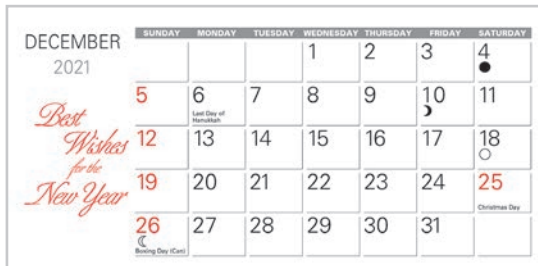 DECEMBER
2021
Best
Wishes
for the
New Year
SUNDAY MONDAY TUESDAY WEDNESDAY THURSDAY FRIDAY SATURDAY
1 2 3 4
5 6 7 8 9 10 11
Last Day of
Hanukkah
12 13 14 15 16 17 18
19 20 21 22 23 24 25
Christmas Day
26 27 28 29 30 31
Boxing Day (Can)